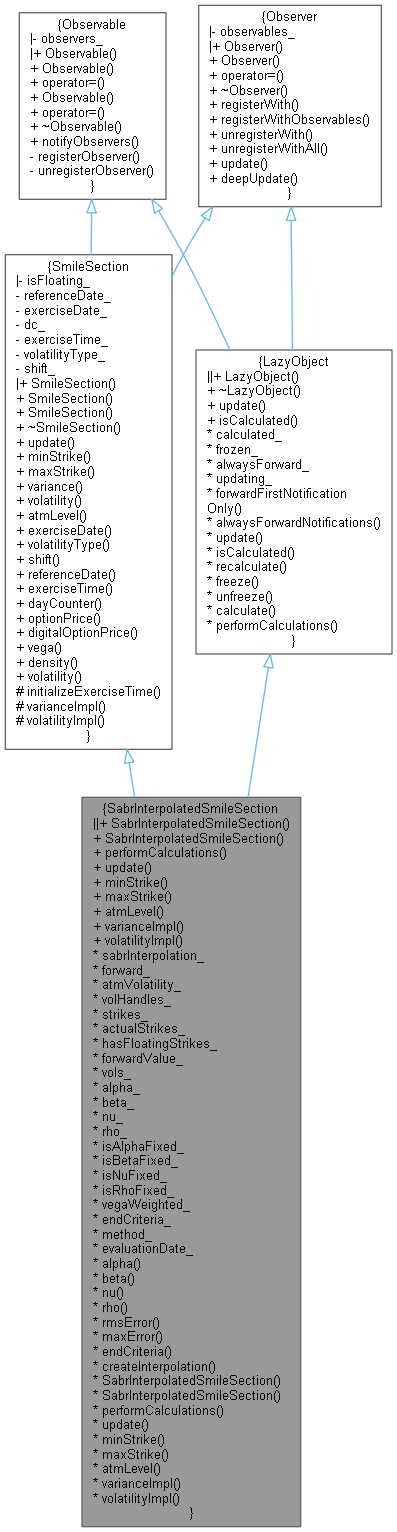 {Observable
|- observers_
|+ Observable()
+ Observable()
+ operator=()
+ Observable()
+ operator=()
+ ~Observable()
+ notifyObservers()
- registerObserver()
- unregisterObserver()
}
{Observer
|- observables_
|+ Observer()
+ Observer()
+ operator=()
+ ~Observer()
+ registerWith()
+ registerWithObservables()
+ unregisterWith()
+ unregisterWithAll()
+ update()
+ deepUpdate()
}
{SmileSection
|- isFloating_
- referenceDate_
- exerciseDate_
- dc_
- exerciseTime_
- volatilityType_
- shift_
|+ SmileSection()
+ SmileSection()
+ SmileSection()
+ ~SmileSection()
+ update()
+ minStrike()
+ maxStrike()
+ variance()
+ volatility()
+ atmLevel()
+ exerciseDate()
+ volatilityType()
+ shift()
+ referenceDate()
+ exerciseTime()
+ dayCounter()
+ optionPrice()
+ digitalOptionPrice()
+ vega()
+ density()
+ volatility()
# initializeExerciseTime()
# varianceImpl()
# volatilityImpl()
}
{LazyObject
||+ LazyObject()
+ ~LazyObject()
+ update()
+ isCalculated()
* calculated_
* frozen_
* alwaysForward_
* updating_
* forwardFirstNotification
Only()
* alwaysForwardNotifications()
* update()
* isCalculated()
* recalculate()
* freeze()
* unfreeze()
* calculate()
* performCalculations()
}
{SabrInterpolatedSmileSection
||+ SabrInterpolatedSmileSection()
+ SabrInterpolatedSmileSection()
+ performCalculations()
+ update()
+ minStrike()
+ maxStrike()
+ atmLevel()
+ varianceImpl()
+ volatilityImpl()
* sabrInterpolation_
* forward_
* atmVolatility_
* volHandles_
* strikes_
* actualStrikes_
* hasFloatingStrikes_
* forwardValue_
* vols_
* alpha_
* beta_
* nu_
* rho_
* isAlphaFixed_
* isBetaFixed_
* isNuFixed_
* isRhoFixed_
* vegaWeighted_
* endCriteria_
* method_
* evaluationDate_
* alpha()
* beta()
* nu()
* rho()
* rmsError()
* maxError()
* endCriteria()
* createInterpolation()
* SabrInterpolatedSmileSection()
* SabrInterpolatedSmileSection()
* performCalculations()
* update()
* minStrike()
* maxStrike()
* atmLevel()
* varianceImpl()
* volatilityImpl()
}